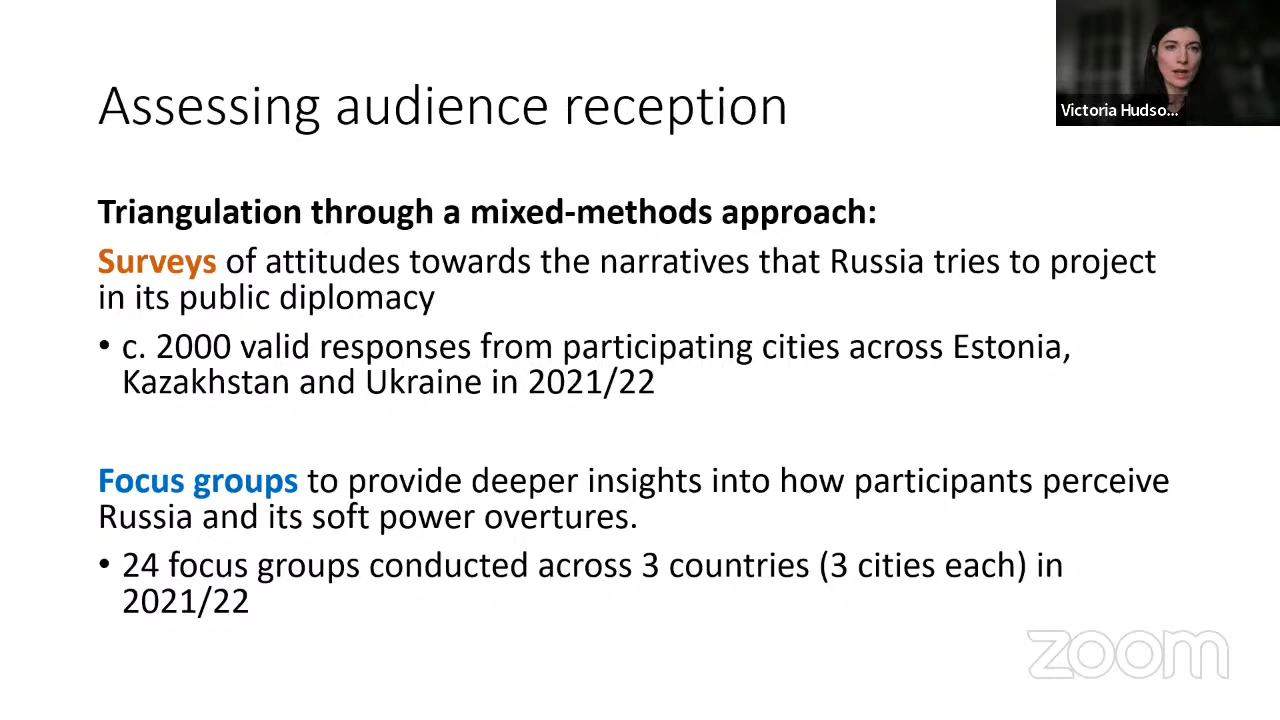 Assessing audience reception
Victoria Hudso...
Triangulation through a mixed-methods approach:
Surveys of attitudes towards the narratives that Russia tries to project
in its public diplomacy
• c. 2000 valid responses from participating cities across Estonia,
Kazakhstan and Ukraine in 2021/22
Focus groups to provide deeper insights into how participants perceive
Russia and its soft power overtures.
• 24 focus groups conducted across 3 countries (3 cities each) in
2021/22
zoom